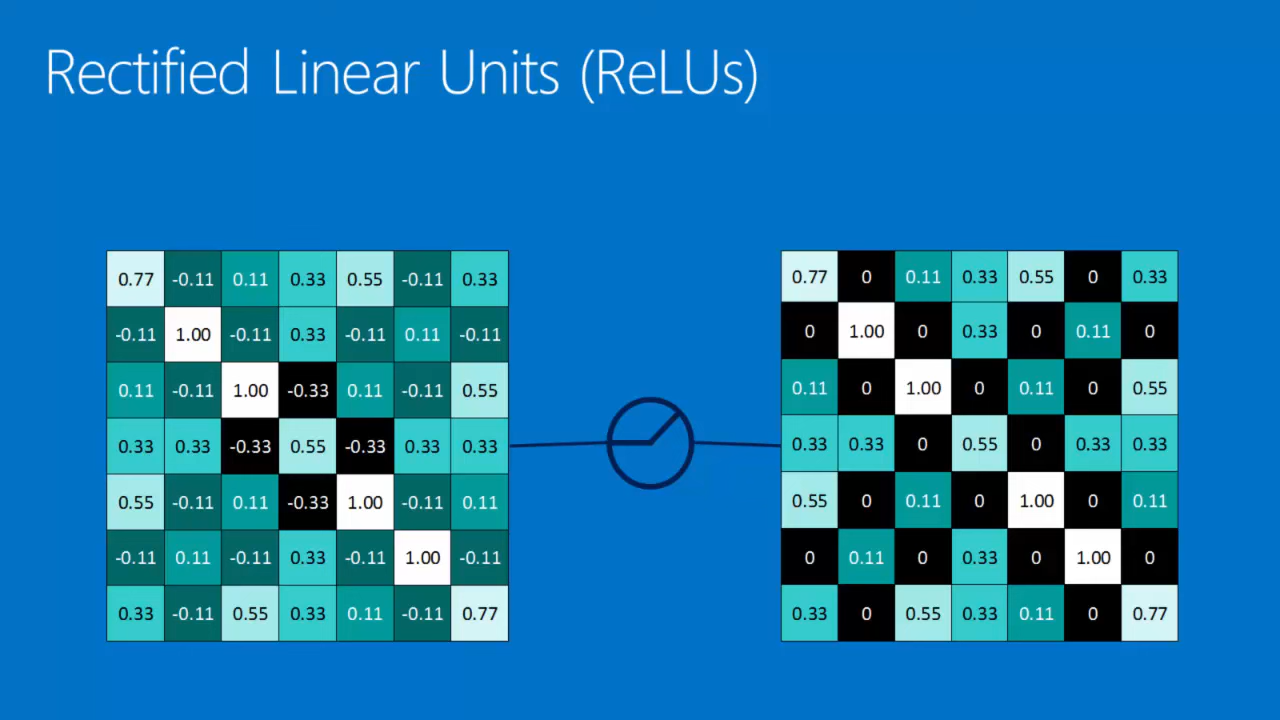 Rectified Linear Units (ReLUs)
0.77 -0.11 0.11 0.33 0.55 -0.11 0.33
-0.11 1.00 -0.11 0.33 -0.11 0.11 -0.11
0.11 -0.11 1.00 -0.33 0.11 -0.11 0.55
0.33 0.33 -0.33 0.55 -0.33 0.33 0.33
0.55 -0.11 0.11 -0.33 1.00 -0.11 0.11
-0.11 0.11 -0.11 0.33 -0.11 1.00 -0.11
0.33 -0.11 0.55 0.33 0.11 -0.11 0.77
0.77 0 0.11 0.33 0.55 0 0.33
0 1.00 0 0.33 0 0.11 0
0.11 0 1.00 0 0.11 0 0.55
0.33 0.33 0 0.55 0 0.33 0.33
0.55 0 0.11 0 1.00 0 0.11
0 0.11 0 0.33 0 1.00 0
0.33 0 0.55 0.33 0.11 0 0.77